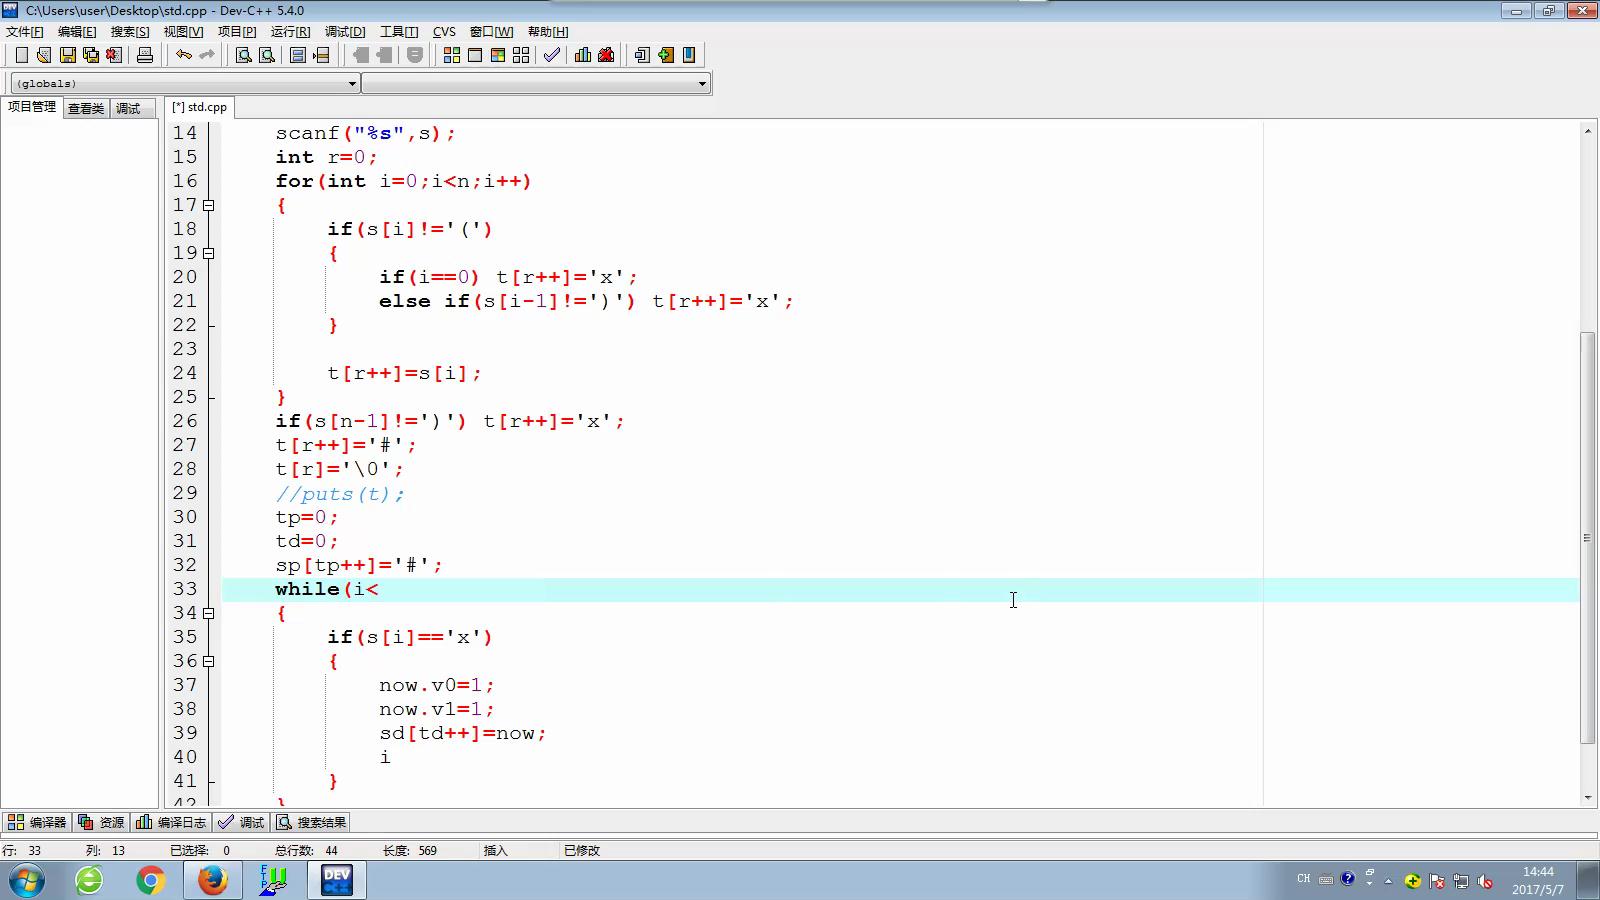 C:\Users\user\Desktop\std.cpp - Dev-C++ 5.4.0
文件[F] 编辑[E] 搜索[S] 视图[V] 项目[P] 运行[R] 调试[D] 工具[T] CVS 窗口[W] 帮助[H]
(globals)
项目管理 查看类 调试 [*] std.cpp
14 scanf("%s",s);
15 int r=0;
16 for(int i=0;i<n;i++)
17 {
18 if(s[i]!='(')
19 {
20 if(i==0) t[r++]='x';
21 else if(s[i-1]!=')') t[r++]='x';
22 }
23
24 t[r++]=s[i];
25 }
26 if(s[n-1]!=')') t[r++]='x';
27 t[r++]='#';
28 t[r]='\0';
29 //puts(t);
30 tp=0;
31 td=0;
32 sp[tp++]='#';
33 while(i<
34 {
35 if(s[i]=='x')
36 {
37 now.v0=1;
38 now.v1=1;
39 sd[td++]=now;
40 i
41 }
42 }
编译器 资源 编译日志 调试 搜索结果
行: 33 列: 13 已选择: 0 总行数: 44 长度: 569 插入 已修改
FTP DEV C++ CH 14:44
2017/5/7